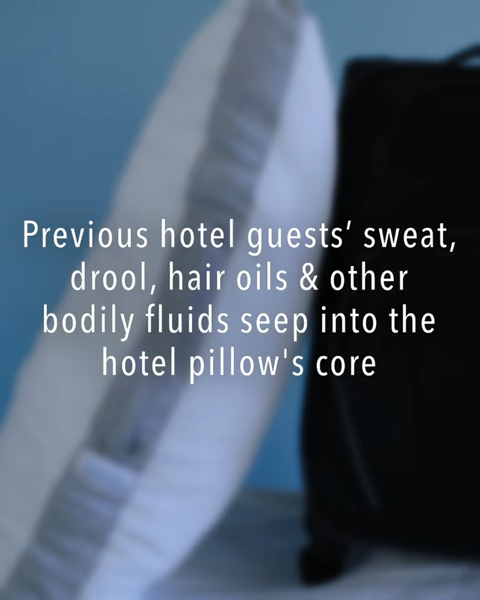 Previous hotel guests’ sweat,
drool, hair oils & other
bodily fluids seep into the
hotel pillow's core